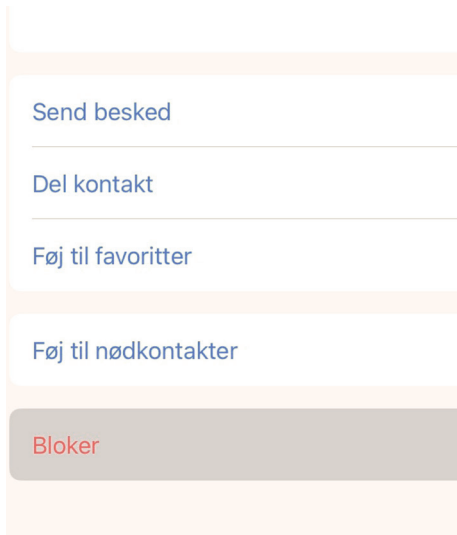 Send besked
Del kontakt
Føj til favoritter
Føj til nødkontakter
Bloker